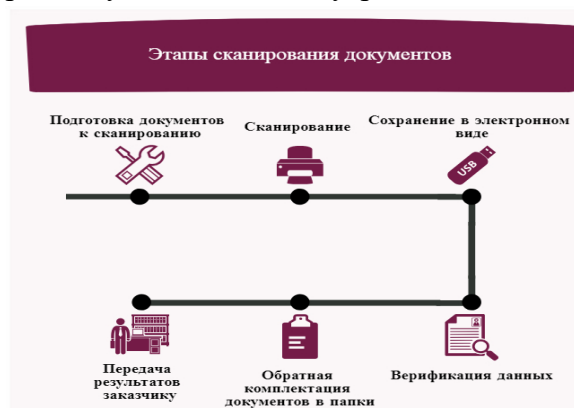 Этапы сканирования документов
Подготовка документов
к сканированию
Сканирование
Сохранение в электронном
виде
USB
Передача
результатов
заказчику
Обратная
комплектация
документов в папки
Верификация данных